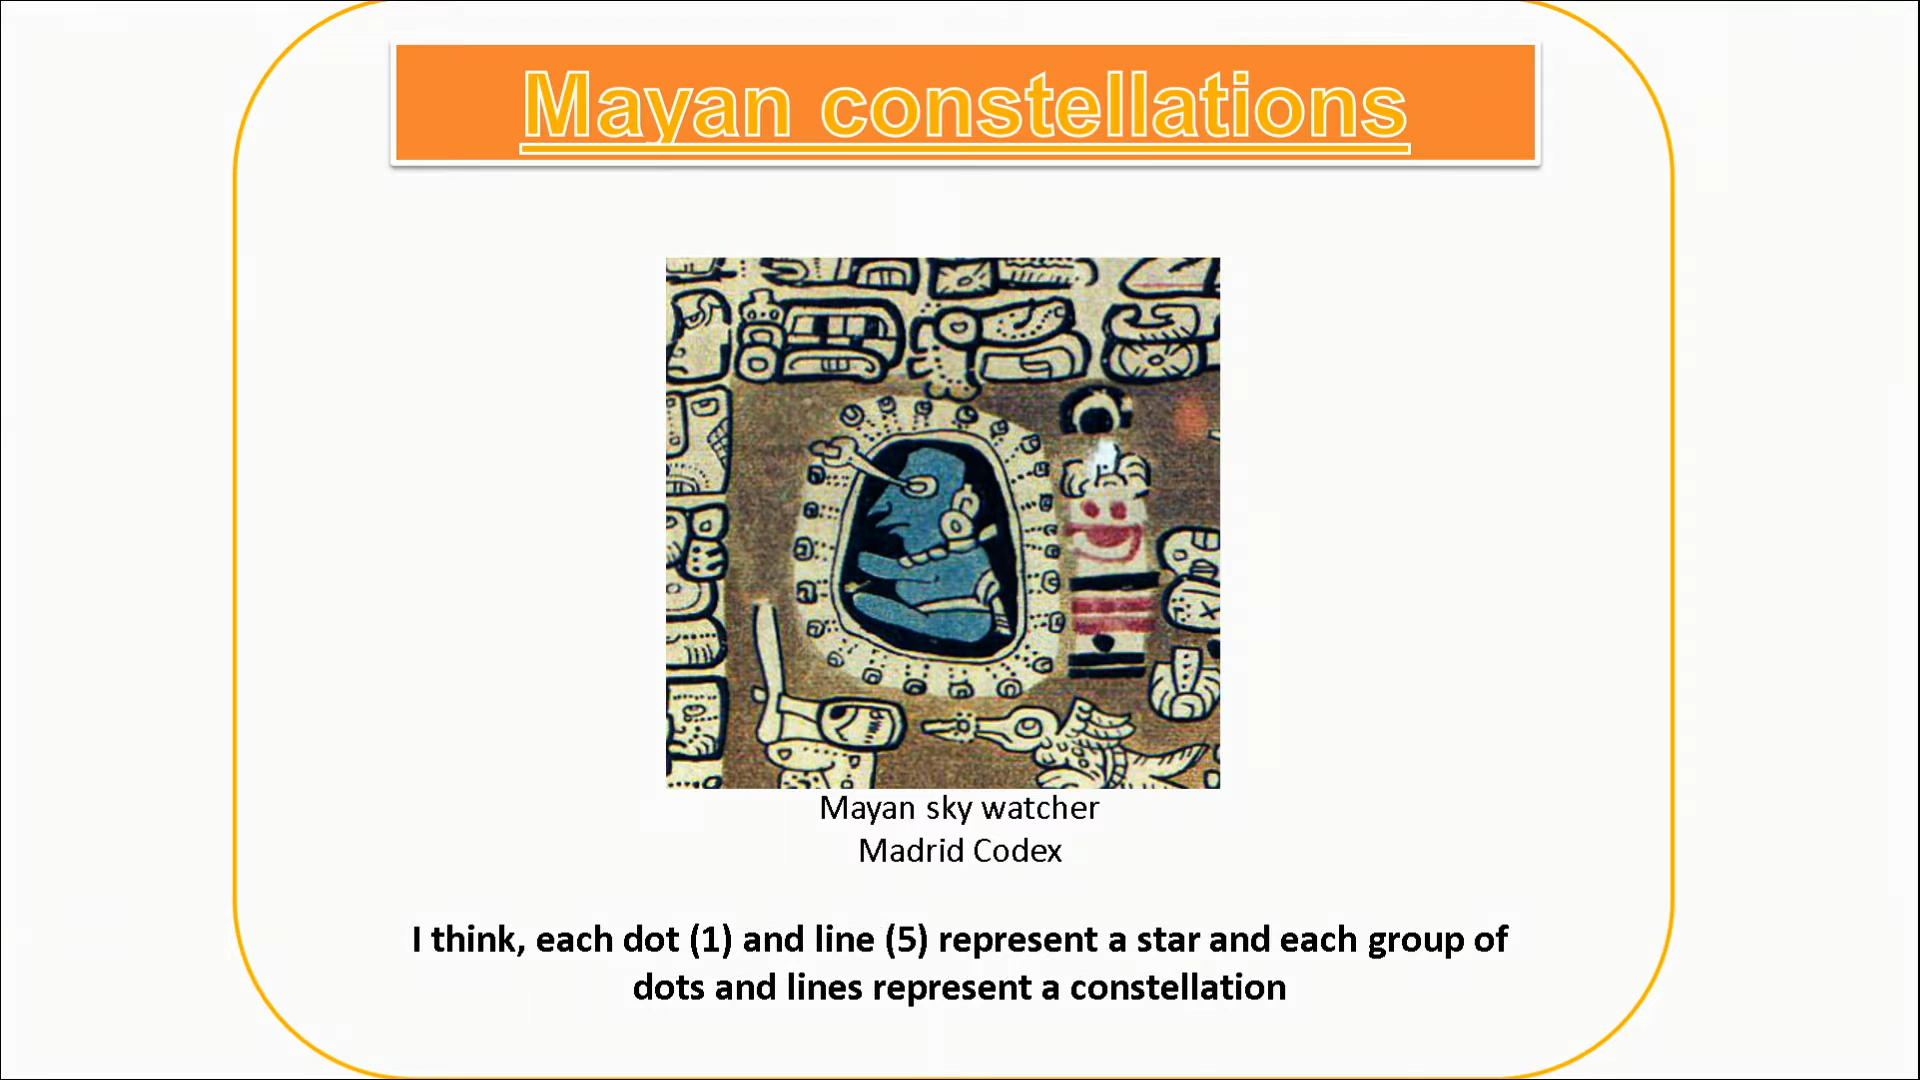 Mayan constellations
Mayan sky watcher
Madrid Codex
I think, each dot (1) and line (5) represent a star and each group of
dots and lines represent a constellation